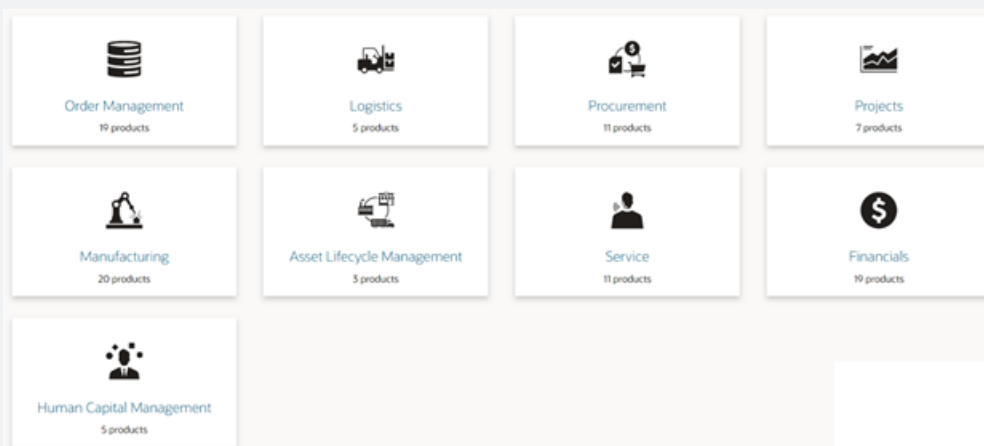 Order Management
19 products
Logistics
5 products
Procurement
11 products
Projects
7 products
Manufacturing
20 products
Asset Lifecycle Management
3 products
Service
11 products
Financials
19 products
Human Capital Management
5 products